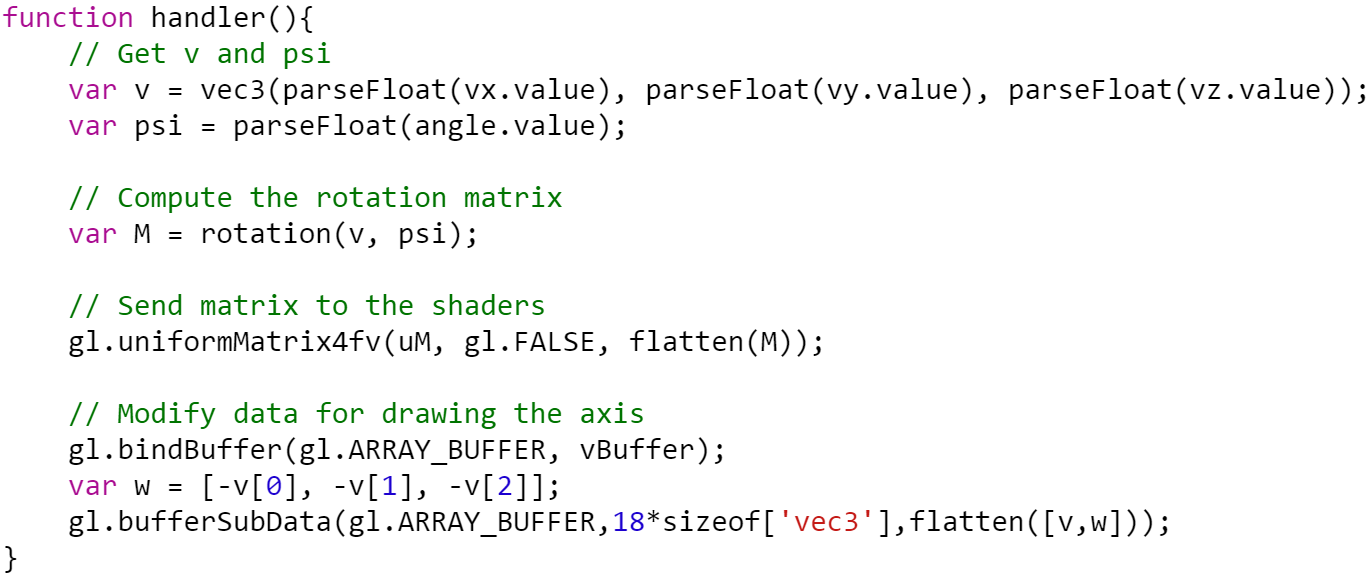 function handler(){
    // Get v and psi
    var v = vec3(parseFloat(vx.value), parseFloat(vy.value), parseFloat(vz.value));
    var psi = parseFloat(angle.value);

    // Compute the rotation matrix
    var M = rotation(v, psi);

    // Send matrix to the shaders
    gl.uniformMatrix4fv(uM, gl.FALSE, flatten(M));

    // Modify data for drawing the axis
    gl.bindBuffer(gl.ARRAY_BUFFER, vBuffer);
    var w = [-v[0], -v[1], -v[2]];
    gl.bufferSubData(gl.ARRAY_BUFFER,18*sizeof['vec3'],flatten([v,w]));
}